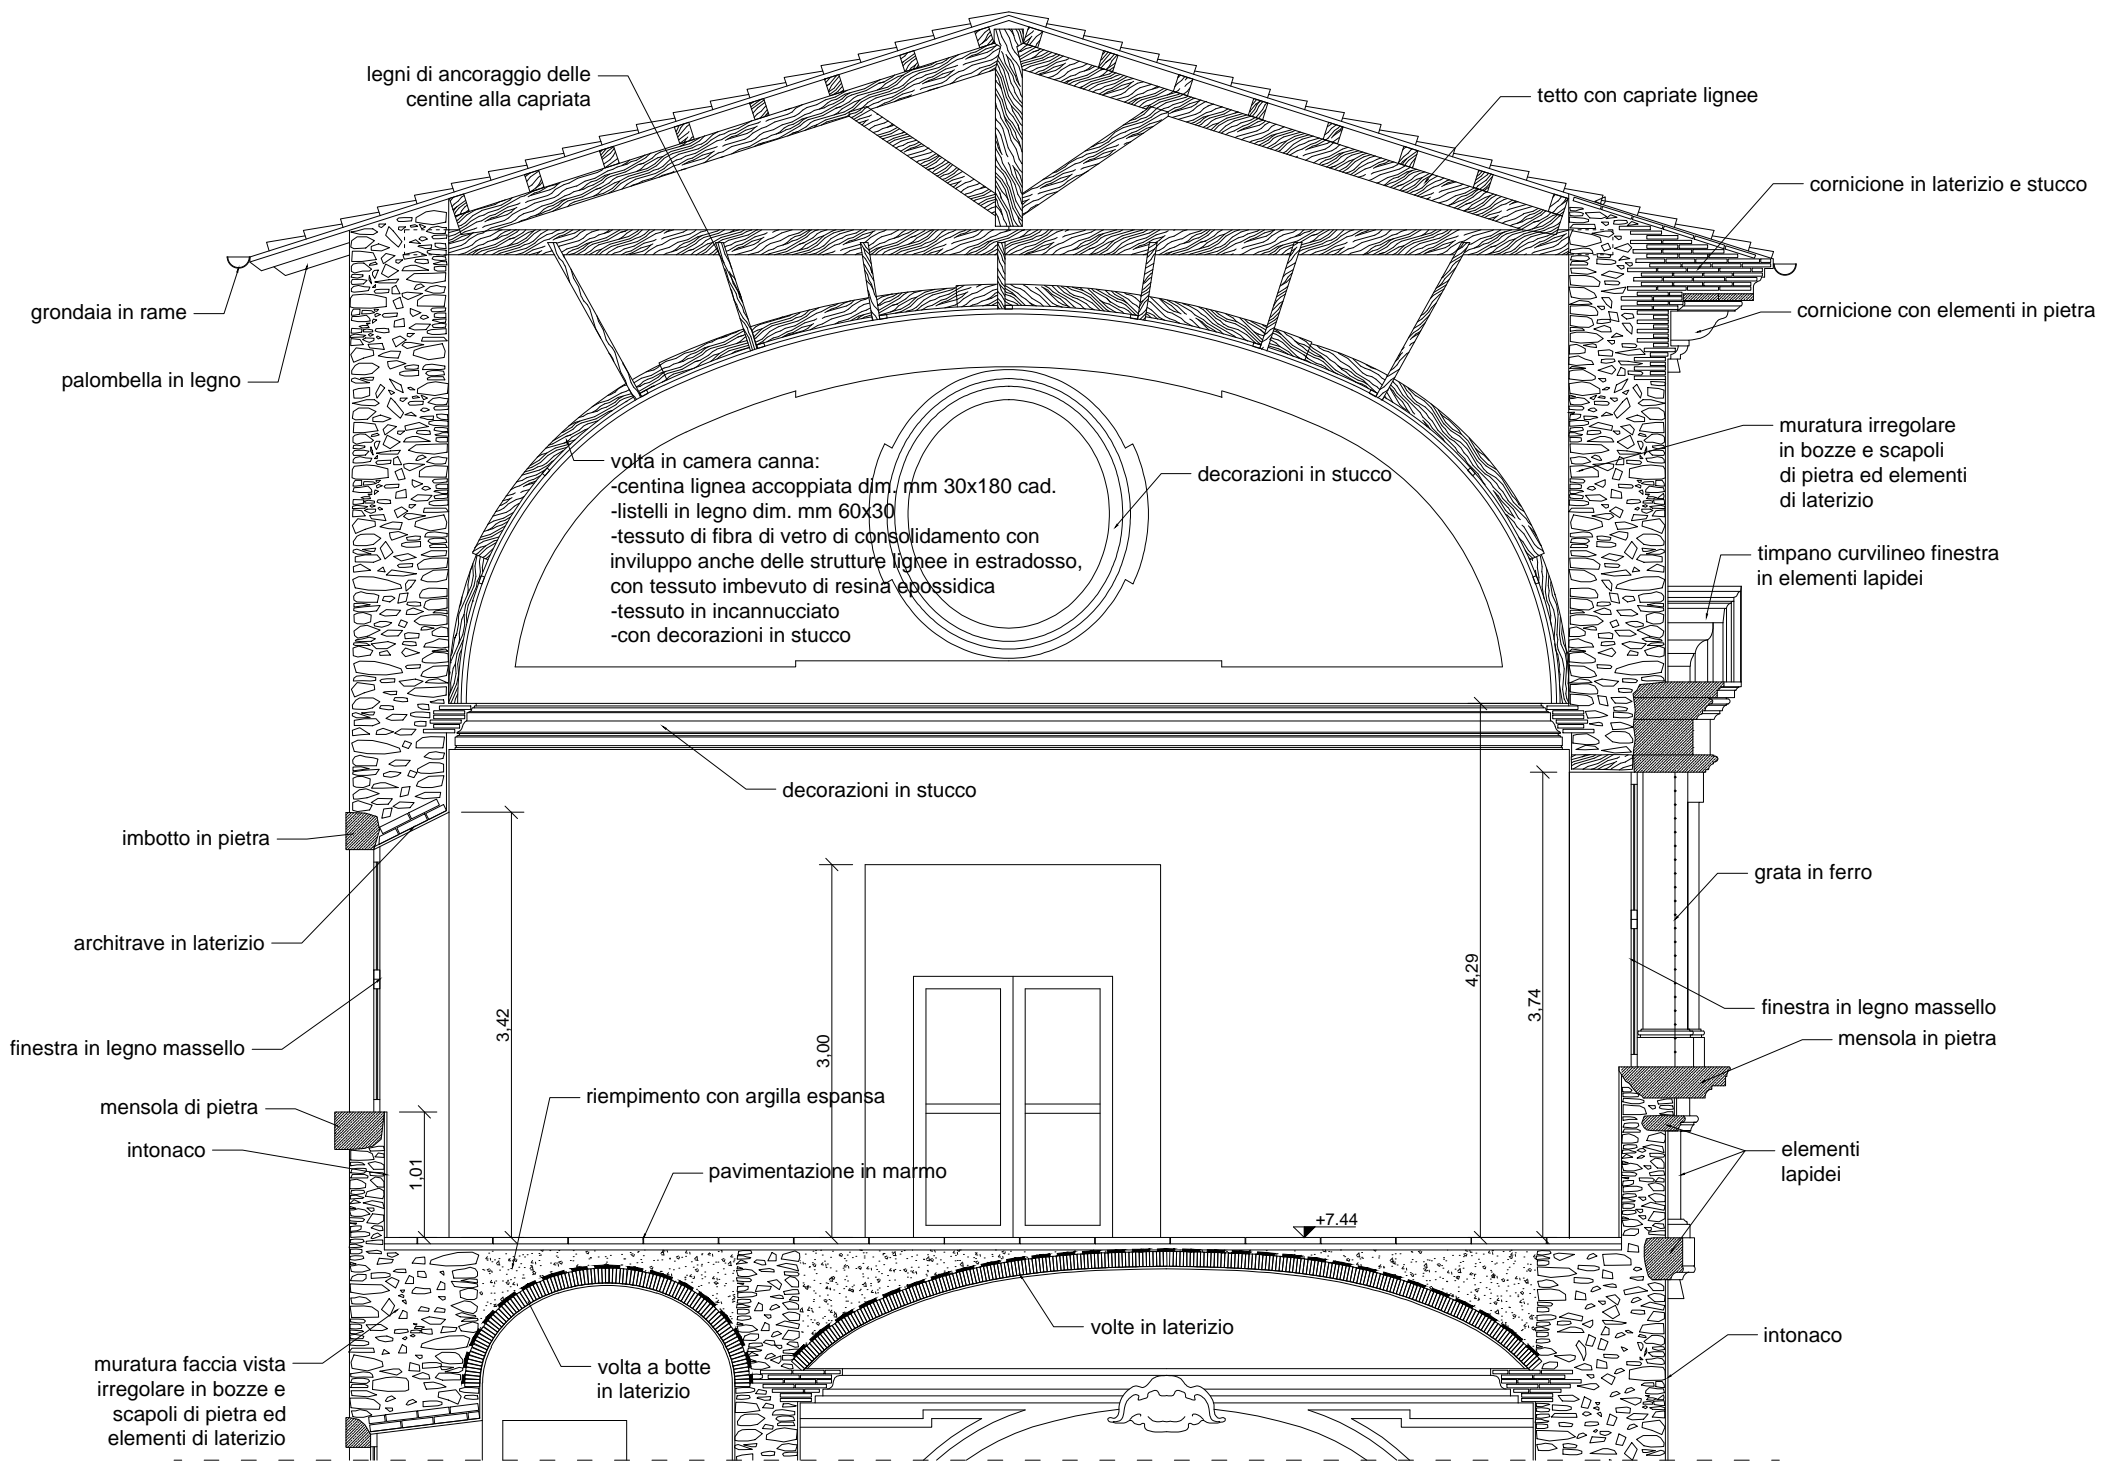 legni di ancoraggio delle
centine alla capriata
tetto con capriate lignee
cornicione in laterizio e stucco
grondaia in rame
cornicione con elementi in pietra
palombella in legno
muratura irregolare
in bozze e scapoli
di pietra ed elementi
di laterizio
volta in camera canna:
-centina lignea accoppiata dim. mm 30x180 cad.
-listelli in legno dim. mm 60x30
-tessuto di fibra di vetro di consolidamento con
inviluppo anche delle strutture lignee in estradosso,
con tessuto imbevuto di resina epossidica
-tessuto in incannucciato
-con decorazioni in stucco
decorazioni in stucco
timpano curvilineo finestra
in elementi lapidei
decorazioni in stucco
imbotto in pietra
grata in ferro
architrave in laterizio
4,29
3,74
3,42
3,00
finestra in legno massello
finestra in legno massello
mensola in pietra
riempimento con argilla espansa
mensola di pietra
intonaco
1,01
pavimentazione in marmo
elementi
lapidei
+7.44
volte in laterizio
intonaco
muratura faccia vista
irregolare in bozze e
scapoli di pietra ed
elementi di laterizio
volta a botte
in laterizio